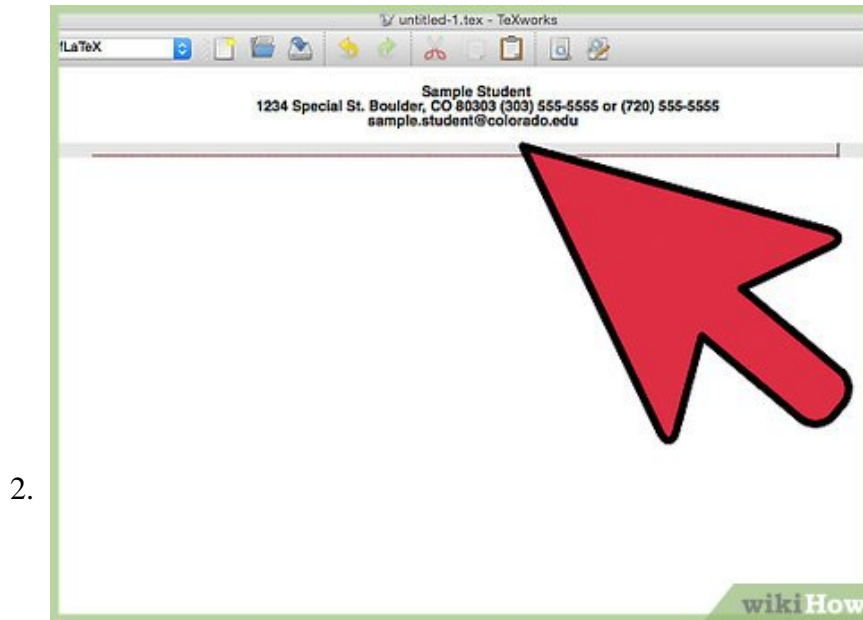 untitled-1.tex - TeXworks
fLaTeX
Sample Student
1234 Special St. Boulder, CO 80303 (303) 555-5555 or (720) 555-5555
sample.student@colorado.edu
2.
wikiHow